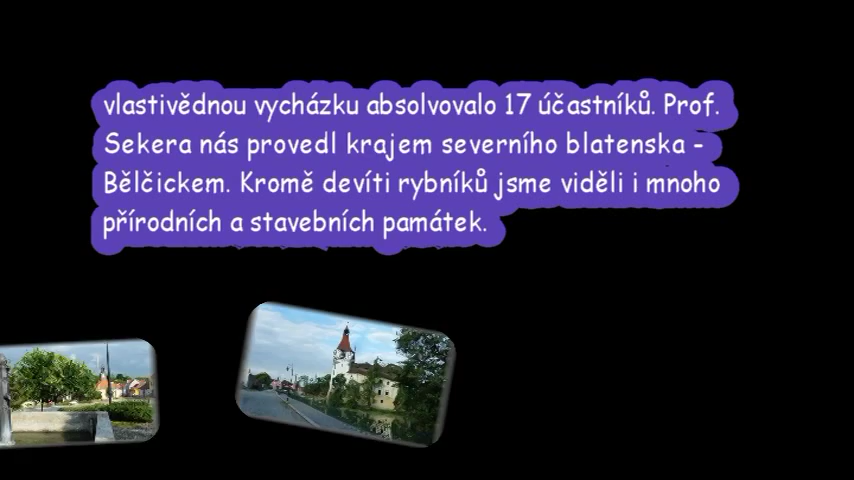 vlastivědnou vycházku absolvovalo 17 účastníků. Prof.
Sekera nás provedl krajem severního blatenska -
Bělčickem. Kromě devíti rybníků jsme viděli i mnoho
přírodních a stavebních památek.